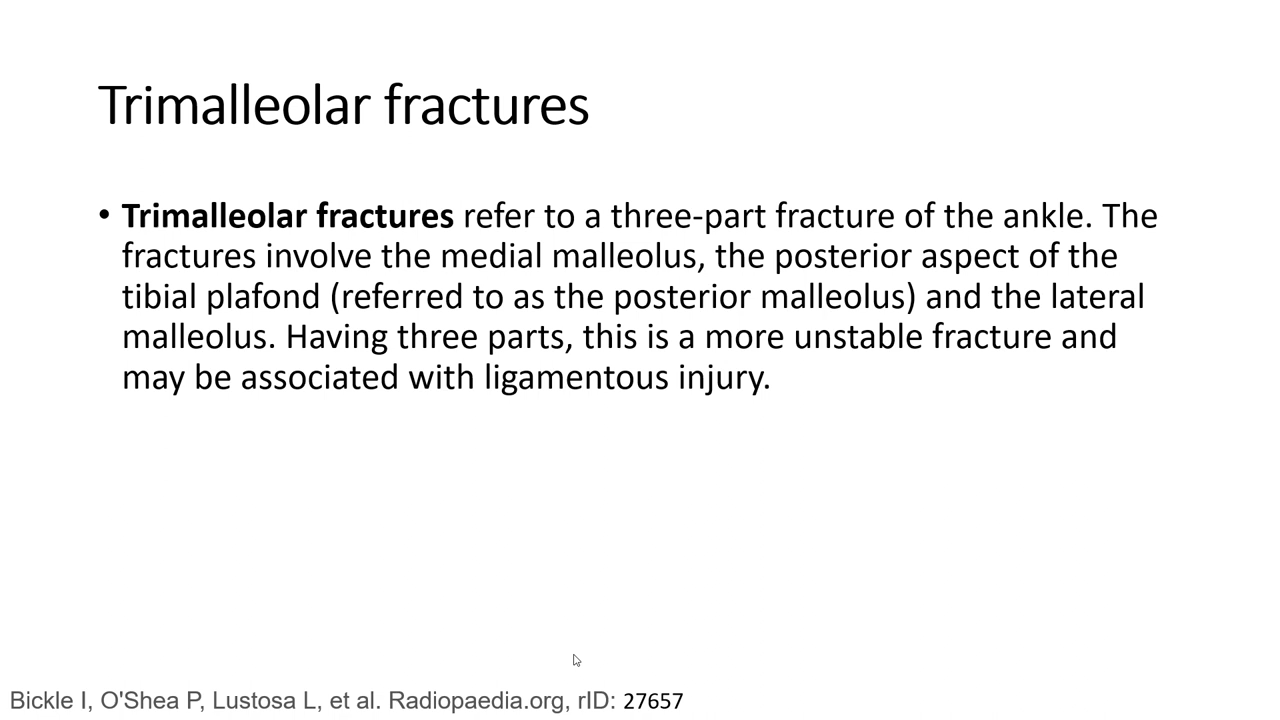 Trimalleolar fractures
• Trimalleolar fractures refer to a three-part fracture of the ankle. The
fractures involve the medial malleolus, the posterior aspect of the
tibial plafond (referred to as the posterior malleolus) and the lateral
malleolus. Having three parts, this is a more unstable fracture and
may be associated with ligamentous injury.
Bickle I, O'Shea P, Lustosa L, et al. Radiopaedia.org, rID: 27657